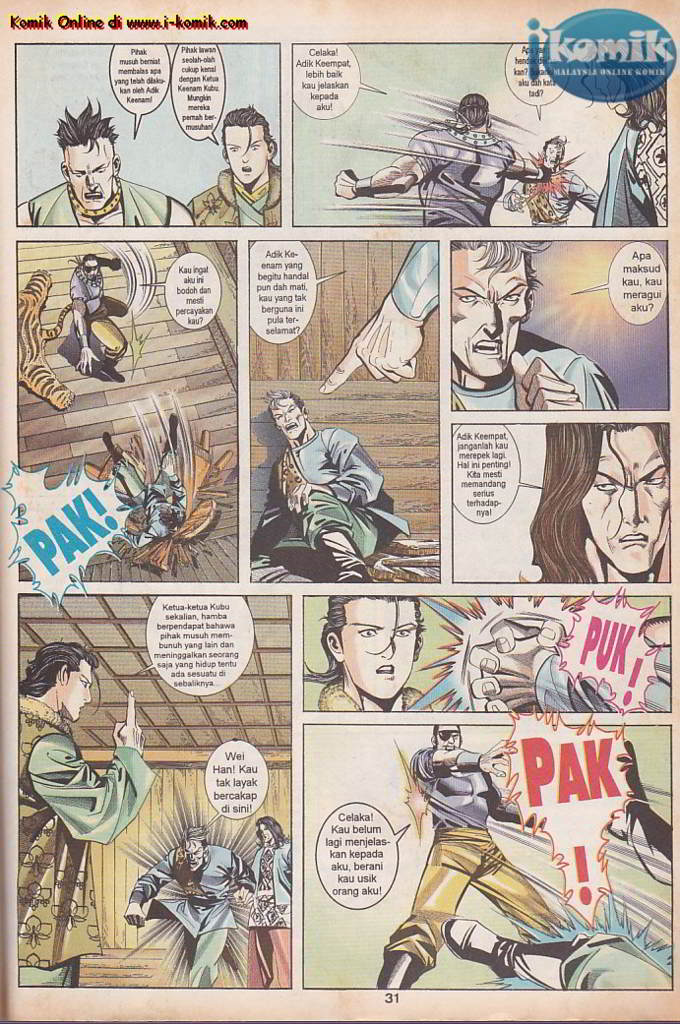 Komik Online di www.i-komik.com
ikomik
MALAYSIA ONLINE KOMIK
Pihak
musuh berniat
membalas apa
yang telah dilaku-
kan oleh Adik
Keenam!
Pihak lawan
seolah-olah
cukup kenal
dengan Ketua
Keenam Kubu.
Mungkin
mereka
pernah ber-
musuhan!
Celaka!
Adik Keempat,
lebih baik
kau jelaskan
kepada
aku!
kan?
aku dah kata
tadi?
Kau ingat
aku ini
bodoh dan
mesti
percayakan
kau?
PAK!
Adik Ke-
enam yang
begitu handal
pun dah mati,
kau yang tak
berguna ini
pula ter-
selamat?
Apa
maksud
kau, kau
meragui
aku?
Adik Keempat,
janganlah kau
merepek lagi.
Hal ini penting!
Kita mesti
memandang
serius
terhadap-
nya!
Ketua-ketua Kubu
sekalian, hamba
berpendapat bahawa
pihak musuh mem-
bunuh yang lain dan
meninggalkan seorang
saja yang hidup tentu
ada sesuatu di
sebaliknya...
Wei
Han! Kau
tak layak
bercakap
di sini!
PUK!
PAK!
Celaka!
Kau belum
lagi menjelas-
kan kepada
aku, berani
kau usik
orang aku!
31